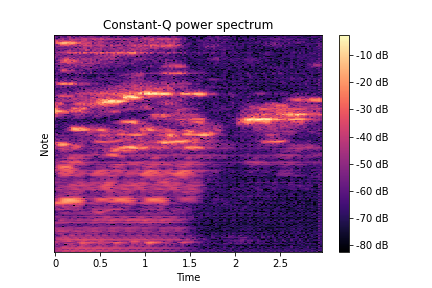 Constant-Q power spectrum
Note
-10 dB
-20 dB
-30 dB
-40 dB
-50 dB
-60 dB
-70 dB
-80 dB
0 0.5 1 1.5 2 2.5
Time